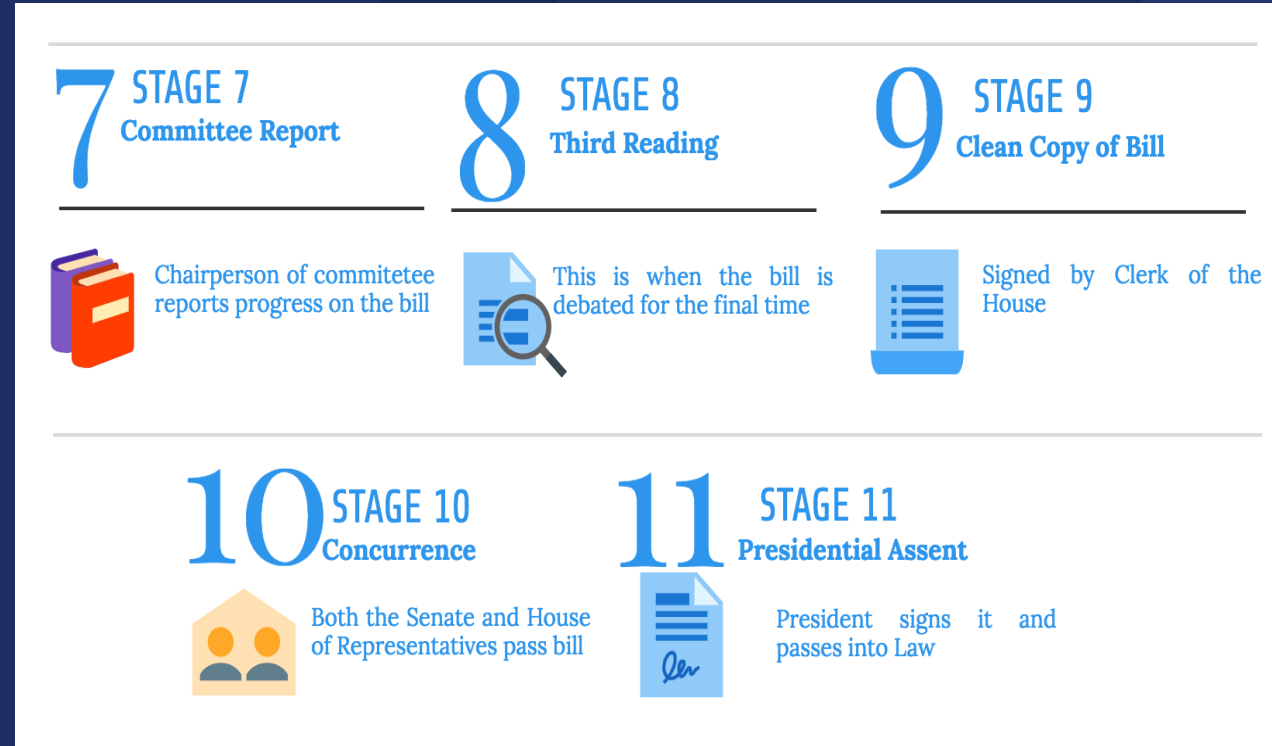 7
STAGE 7
Committee Report
Chairperson of commitetee
reports progress on the bill
8
STAGE 8
Third Reading
This is when the bill is
debated for the final time
9
STAGE 9
Clean Copy of Bill
Signed by Clerk of the
House
10
STAGE 10
Concurrence
Both the Senate and House
of Representatives pass bill
11
STAGE 11
Presidential Assent
President signs it and
passes into Law